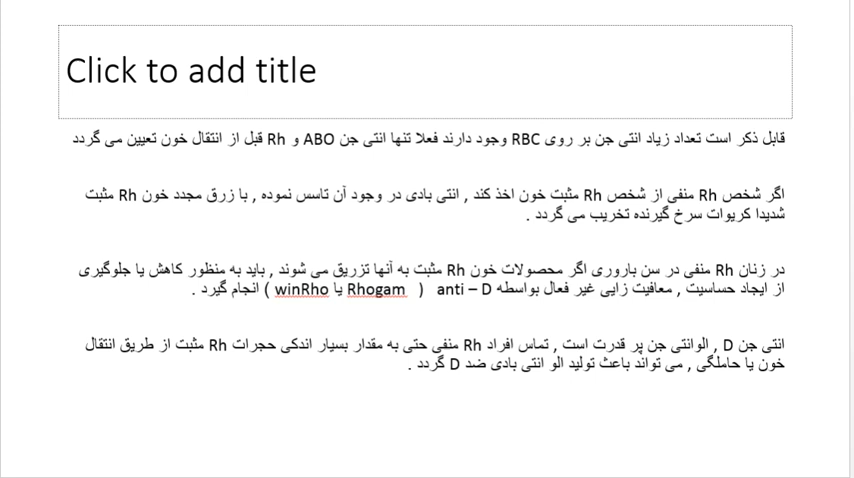 Click to add title
قابل ذکر است تعداد زیاد انتی جن بر روی RBC وجود دارند فعلا تنها انتی جن ABO و Rh قبل از انتقال خون تعیین می گردد
اگر شخص Rh منفی از شخص Rh مثبت خون اخذ کند , انتی بادی در وجود آن تاسس نموده , با زرق مجدد خون Rh مثبت
شدیدا کریوات سرخ گیرنده تخریب می گردد .
در زنان Rh منفی در سن باروری اگر محصولات خون Rh مثبت به آنها تزریق می شوند , باید به منظور کاهش یا جلوگیری
از ایجاد حساسیت , معافیت زایی غیر فعال بواسطه anti – D ( Rhogam یا winRho ) انجام گیرد .
انتی جن D , الوانتی جن پر قدرت است , تماس افراد Rh منفی حتی به مقدار بسیار اندکی حجرات Rh مثبت از طریق انتقال
خون یا حاملگی , می تواند باعث تولید الو انتی بادی ضد D گردد .